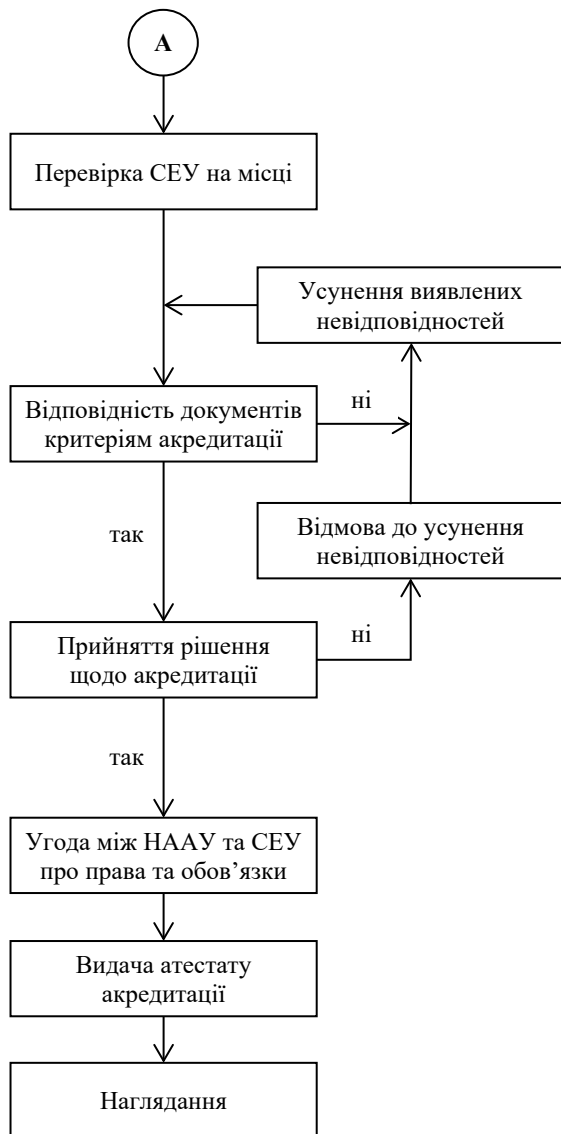 А
Перевірка СЕУ на місці
Усунення виявлених
невідповідностей
Відповідність документів
критеріям акредитації
ні
так
Відмова до усунення
невідповідностей
Прийняття рішення
щодо акредитації
ні
так
Угода між НААУ та СЕУ
про права та обов’язки
Видача атестату
акредитації
Наглядання